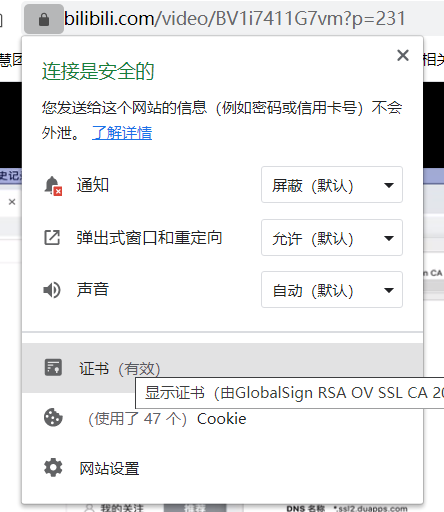 bilibili.com/video/BV1i7411G7vm?p=231
慧团
相关
连接是安全的
您发送给这个网站的信息（例如密码或信用卡号）不会
外泄。 了解详情
史记录
通知
屏蔽（默认）
弹出式窗口和重定向
允许（默认）
声音
自动（默认）
n CA
证书（有效）
显示证书（由GlobalSign RSA OV SSL CA 20
（使用了 47 个）Cookie
网站设置
我的关注
推荐
DNS 名称
*.ssl2.duapps.com